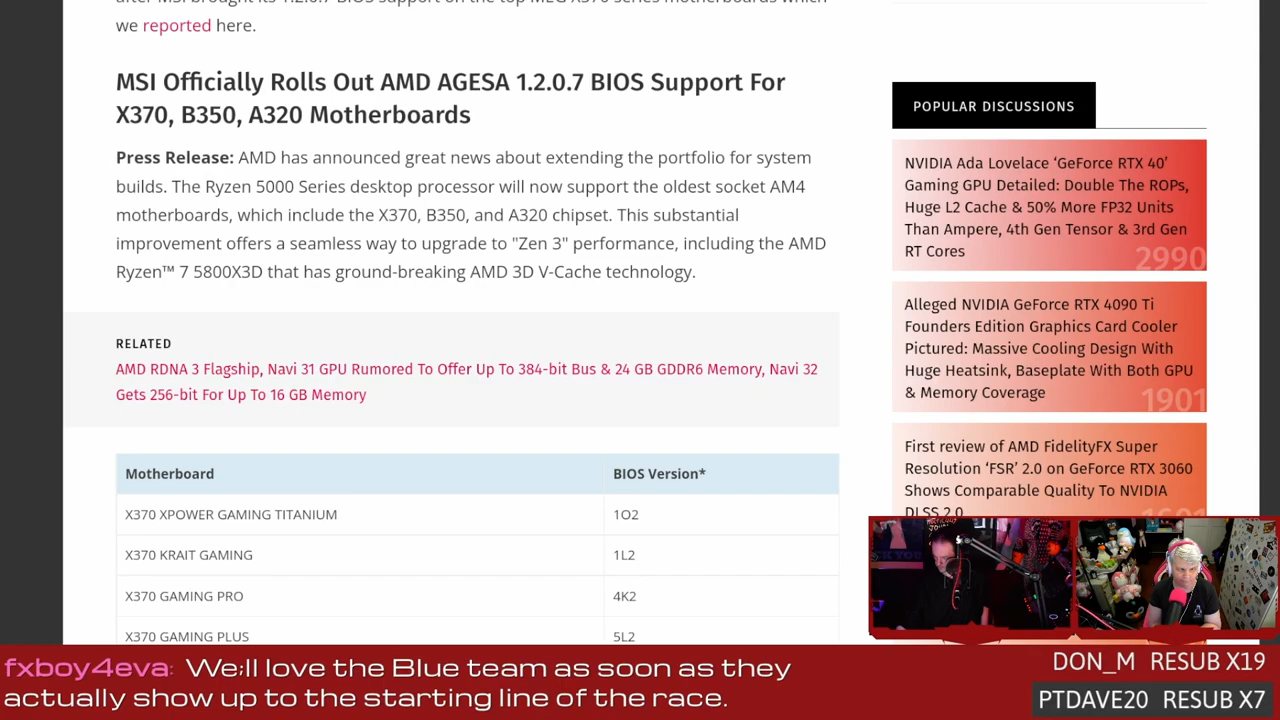 we reported here.
MSI Officially Rolls Out AMD AGESA 1.2.0.7 BIOS Support For
X370, B350, A320 Motherboards
Press Release: AMD has announced great news about extending the portfolio for system
builds. The Ryzen 5000 Series desktop processor will now support the oldest socket AM4
motherboards, which include the X370, B350, and A320 chipset. This substantial
improvement offers a seamless way to upgrade to "Zen 3" performance, including the AMD
Ryzen™ 7 5800X3D that has ground-breaking AMD 3D V-Cache technology.
RELATED
AMD RDNA 3 Flagship, Navi 31 GPU Rumored To Offer Up To 384-bit Bus & 24 GB GDDR6 Memory, Navi 32
Gets 256-bit For Up To 16 GB Memory
Motherboard BIOS Version*
X370 XPOWER GAMING TITANIUM 1O2
X370 KRAIT GAMING 1L2
X370 GAMING PRO 4K2
X370 GAMING PLUS 5L2
POPULAR DISCUSSIONS
NVIDIA Ada Lovelace ‘GeForce RTX 40’
Gaming GPU Detailed: Double The ROPs,
Huge L2 Cache & 50% More FP32 Units
Than Ampere, 4th Gen Tensor & 3rd Gen
RT Cores
2990
Alleged NVIDIA GeForce RTX 4090 Ti
Founders Edition Graphics Card Cooler
Pictured: Massive Cooling Design With
Huge Heatsink, Baseplate With Both GPU
& Memory Coverage
1901
First review of AMD FidelityFX Super
Resolution ‘FSR’ 2.0 on GeForce RTX 3060
Shows Comparable Quality To NVIDIA
DLSS 2.0
fxboy4eva: We;ll love the Blue team as soon as they
actually show up to the starting line of the race.
DON_M RESUB X19
PTDAVE20 RESUB X7